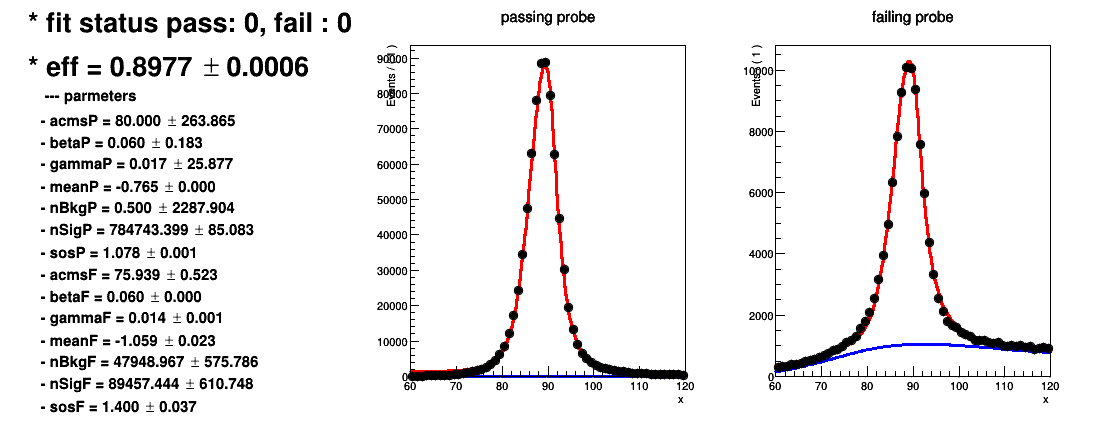 * fit status pass: 0, fail : 0
* eff = 0.8977 ± 0.0006
--- parmeters
- acmsP = 80.000 ± 263.865
- betaP = 0.060 ± 0.183
- gammaP = 0.017 ± 25.877
- meanP = -0.765 ± 0.000
- nBkgP = 0.500 ± 2287.904
- nSigP = 784743.399 ± 85.083
- sosP = 1.078 ± 0.001
- acmsF = 75.939 ± 0.523
- betaF = 0.060 ± 0.000
- gammaF = 0.014 ± 0.001
- meanF = -1.059 ± 0.023
- nBkgF = 47948.967 ± 575.786
- nSigF = 89457.444 ± 610.748
- sosF = 1.400 ± 0.037
passing probe
Events / ( 1 )
90000
80000
70000
60000
50000
40000
30000
20000
10000
0
60 70 80 90 100 110 120
x
failing probe
Events / ( 1 )
10000
8000
6000
4000
2000
0
60 70 80 90 100 110 120
x